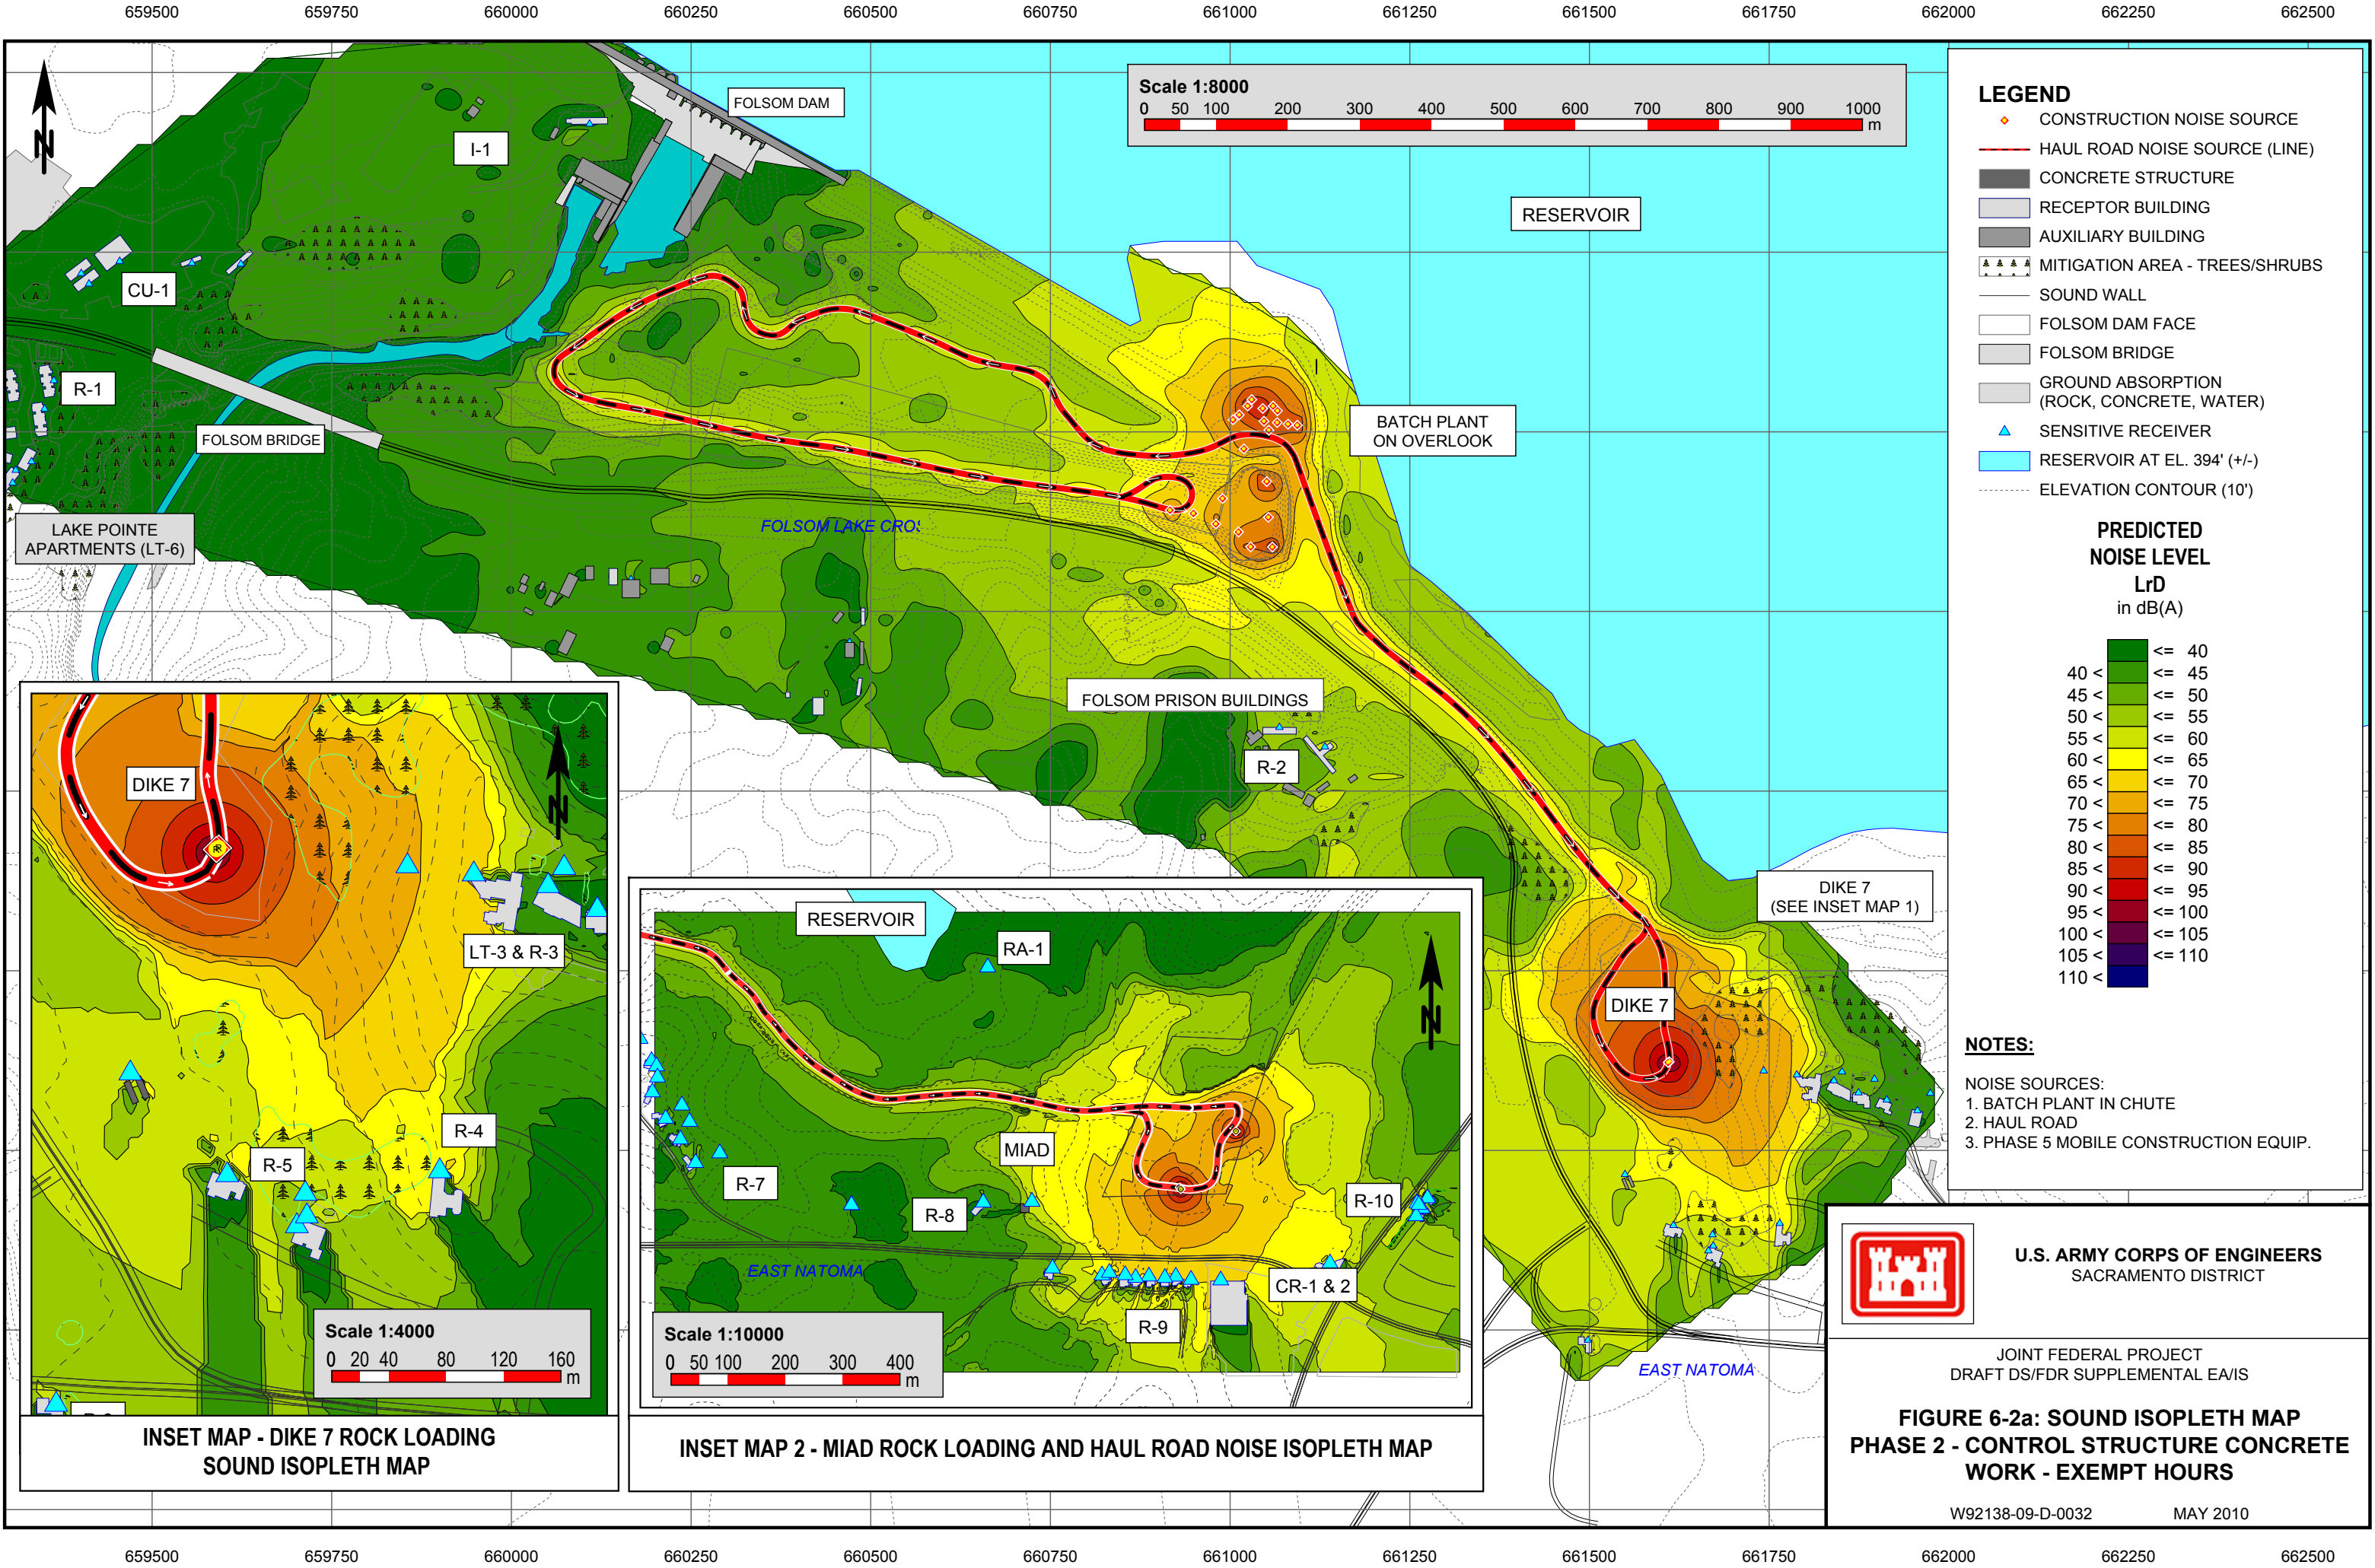 659500 659750 660000 660250 660500 660750 661000 661250 661500 661750 662000 662250 662500
N
I-1
FOLSOM DAM
Scale 1:8000
0 50 100 200 300 400 500 600 700 800 900 1000
m
RESERVOIR
CU-1
R-1
FOLSOM BRIDGE
BATCH PLANT
ON OVERLOOK
LAKE POINTE
APARTMENTS (LT-6)
FOLSOM LAKE CROS
FOLSOM PRISON BUILDINGS
R-2
DIKE 7
(SEE INSET MAP 1)
DIKE 7
EAST NATOMA
LEGEND
CONSTRUCTION NOISE SOURCE
HAUL ROAD NOISE SOURCE (LINE)
CONCRETE STRUCTURE
RECEPTOR BUILDING
AUXILIARY BUILDING
MITIGATION AREA - TREES/SHRUBS
SOUND WALL
FOLSOM DAM FACE
FOLSOM BRIDGE
GROUND ABSORPTION
(ROCK, CONCRETE, WATER)
SENSITIVE RECEIVER
RESERVOIR AT EL. 394' (+/-)
ELEVATION CONTOUR (10')
PREDICTED
NOISE LEVEL
LrD
in dB(A)
<= 40
40 < <= 45
45 < <= 50
50 < <= 55
55 < <= 60
60 < <= 65
65 < <= 70
70 < <= 75
75 < <= 80
80 < <= 85
85 < <= 90
90 < <= 95
95 < <= 100
100 < <= 105
105 < <= 110
110 <
NOTES:
NOISE SOURCES:
1. BATCH PLANT IN CHUTE
2. HAUL ROAD
3. PHASE 5 MOBILE CONSTRUCTION EQUIP.
DIKE 7
N
LT-3 & R-3
R-4
R-5
Scale 1:4000
0 20 40 80 120 160
m
INSET MAP - DIKE 7 ROCK LOADING
SOUND ISOPLETH MAP
RESERVOIR
RA-1
N
MIAD
R-7
R-8
R-10
EAST NATOMA
CR-1 & 2
R-9
Scale 1:10000
0 50 100 200 300 400
m
INSET MAP 2 - MIAD ROCK LOADING AND HAUL ROAD NOISE ISOPLETH MAP
U.S. ARMY CORPS OF ENGINEERS
SACRAMENTO DISTRICT
JOINT FEDERAL PROJECT
DRAFT DS/FDR SUPPLEMENTAL EA/IS
FIGURE 6-2a: SOUND ISOPLETH MAP
PHASE 2 - CONTROL STRUCTURE CONCRETE
WORK - EXEMPT HOURS
W92138-09-D-0032 MAY 2010
659500 659750 660000 660250 660500 660750 661000 661250 661500 661750 662000 662250 662500